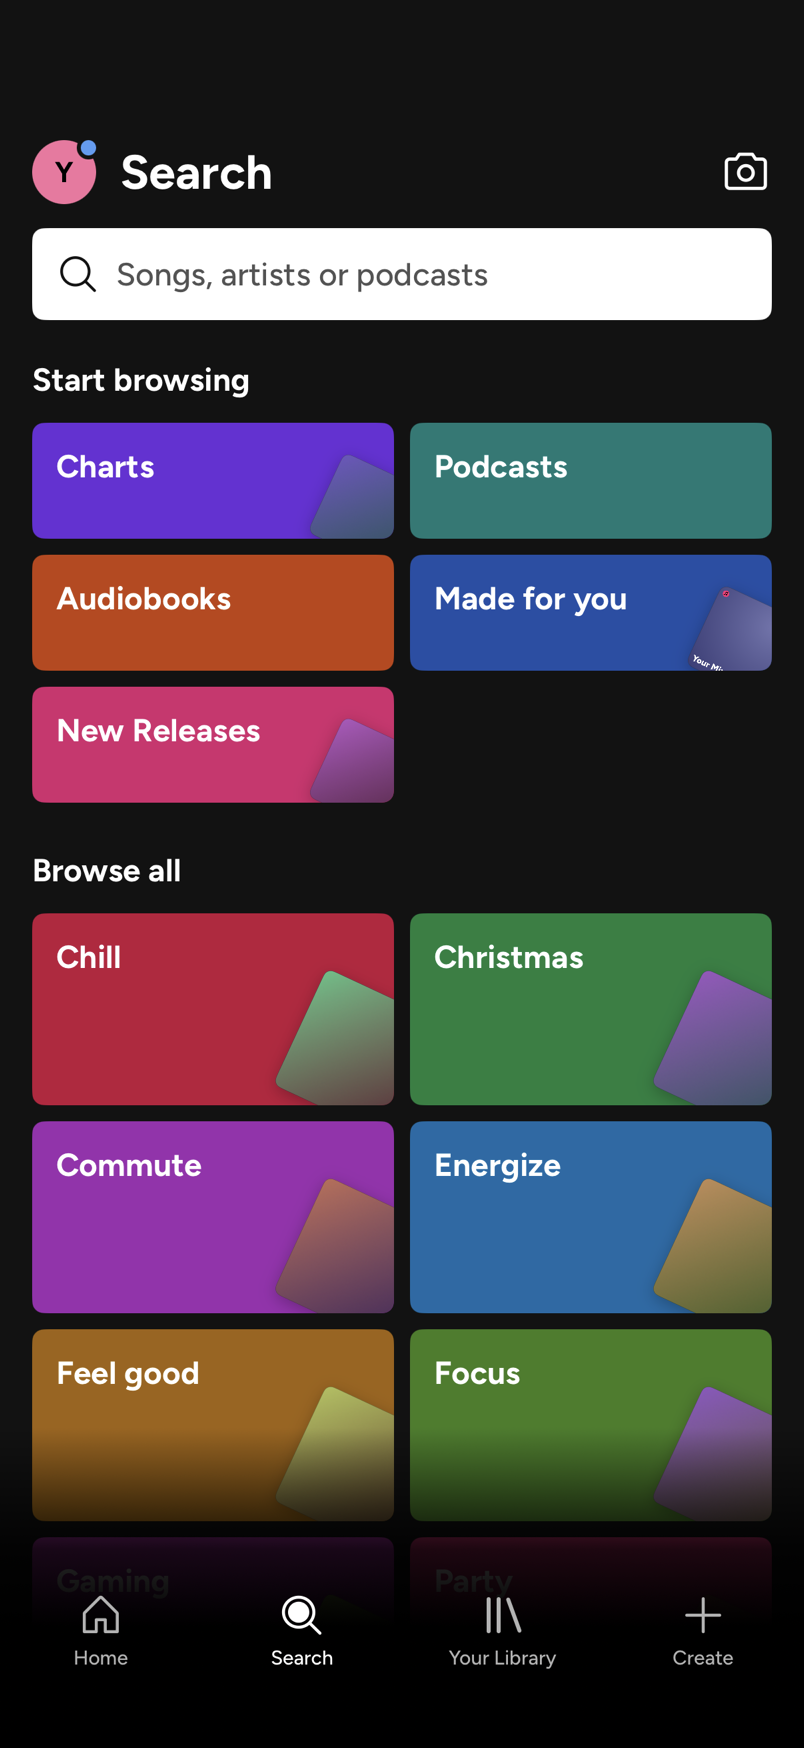 Y
Search
Songs, artists or podcasts
Start browsing
Charts
Podcasts
Audiobooks
Made for you
New Releases
Browse all
Chill
Christmas
Commute
Energize
Feel good
Focus
Gaming
Party
Home
Search
Your Library
Create